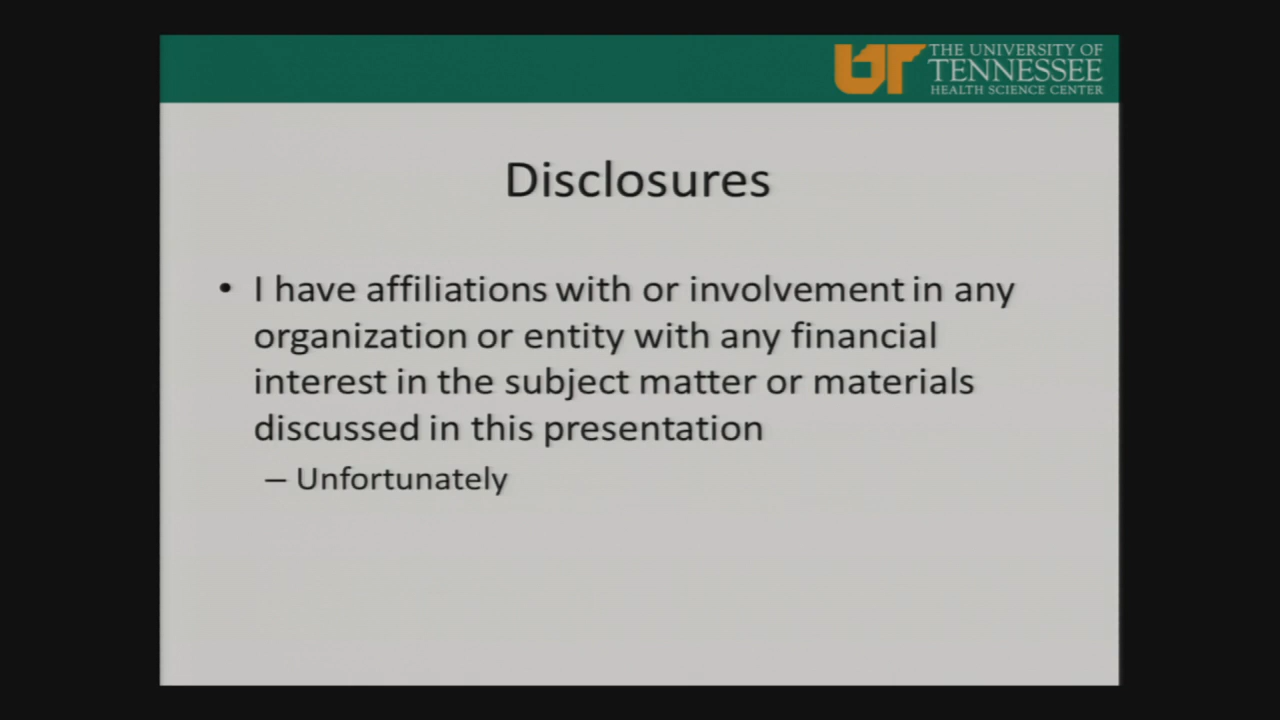 UT
THE UNIVERSITY OF
TENNESSEE
HEALTH SCIENCE CENTER
Disclosures
• I have affiliations with or involvement in any
organization or entity with any financial
interest in the subject matter or materials
discussed in this presentation
– Unfortunately